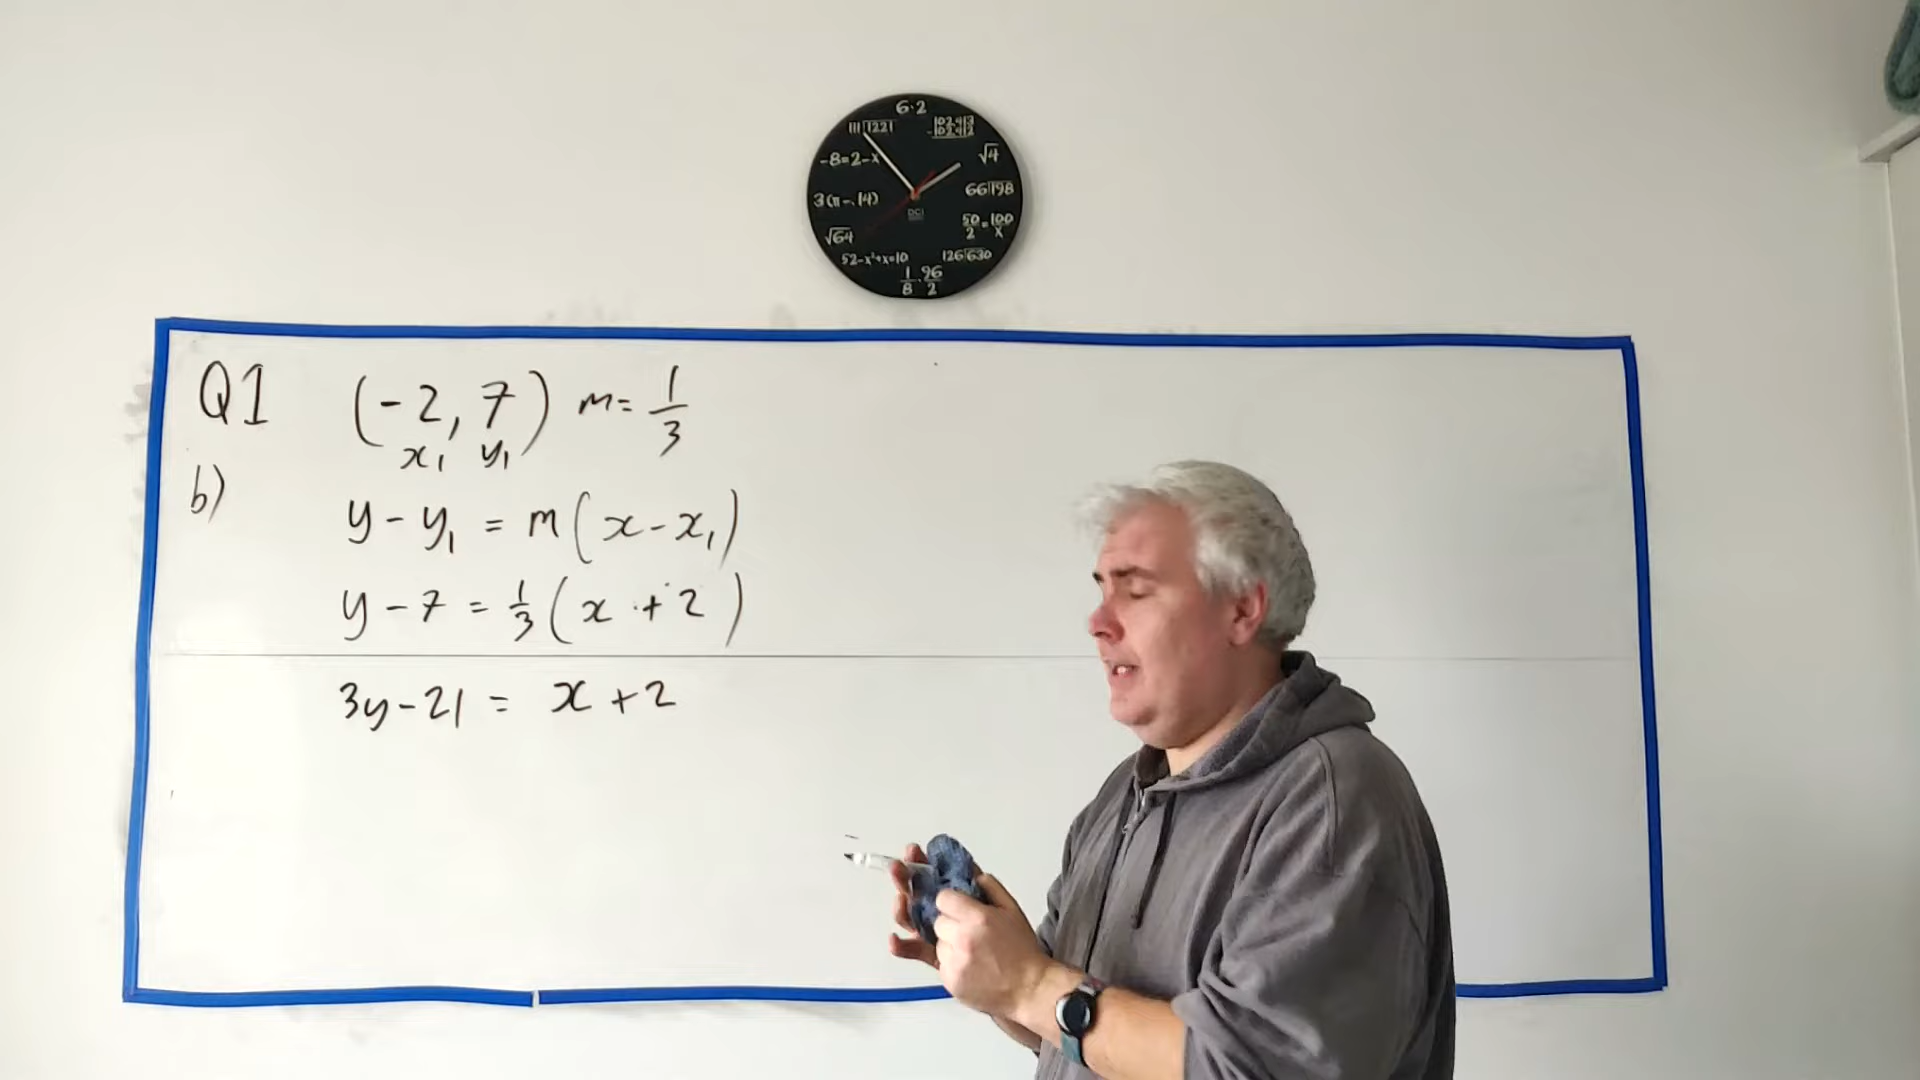 6·2
102,413
-102,412
√4
66⟌198
50/2 = 100/x
126⟌630
1/8 · 96/2
52-x²+x=10
√64
3(π-.14)
-8=2-x
111⟌1221
DCI
Q1 (-2, 7) m= 1/3
x₁ y₁
b)
y - y₁ = m(x - x₁)
y - 7 = 1/3 (x + 2)
3y - 21 = x + 2